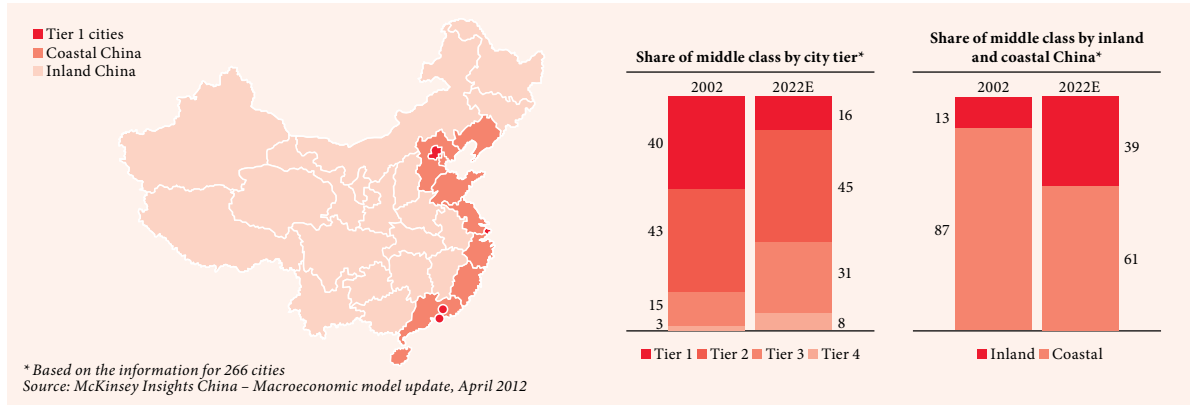 Tier 1 cities
Coastal China
Inland China
* Based on the information for 266 cities
Source: McKinsey Insights China – Macroeconomic model update, April 2012
Share of middle class by city tier*
2002 2022E
40
43
15
3
16
45
31
8
Tier 1 Tier 2 Tier 3 Tier 4
Share of middle class by inland
and coastal China*
2002 2022E
13
87
39
61
Inland Coastal